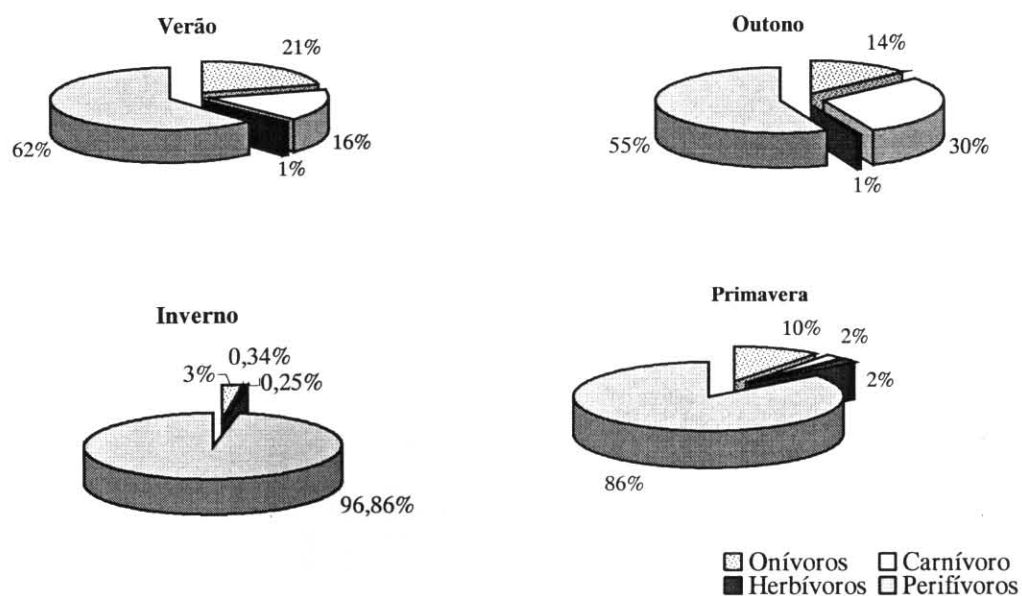 Verão
21%
62%
16%
1%
Outono
14%
55%
30%
1%
Inverno
0,34%
3%
0,25%
96,86%
Primavera
10%
2%
2%
86%
Onívoros Carnívoro
Herbívoros Perifívoros